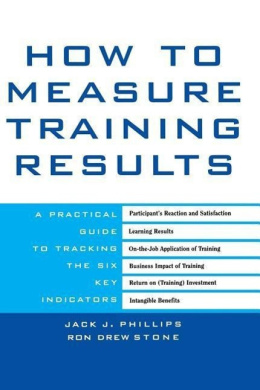 HOW TO
MEASURE
TRAINING
RESULTS
A PRACTICAL
GUIDE
TO TRACKING
THE SIX
KEY
INDICATORS
Participant's Reaction and Satisfaction
Learning Results
On-the-Job Application of Training
Business Impact of Training
Return on (Training) Investment
Intangible Benefits
JACK J. PHILLIPS
RON DREW STONE